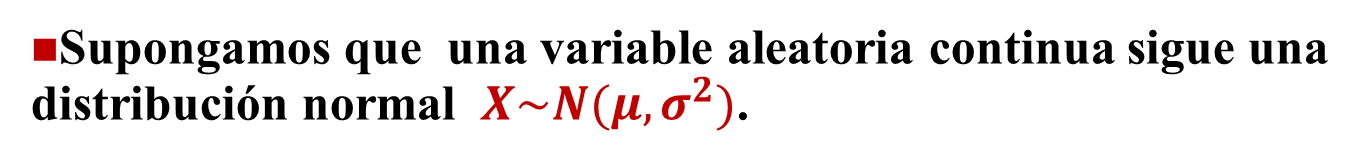 ■Supongamos que una variable aleatoria continua sigue una
distribución normal X~N(μ, σ²).